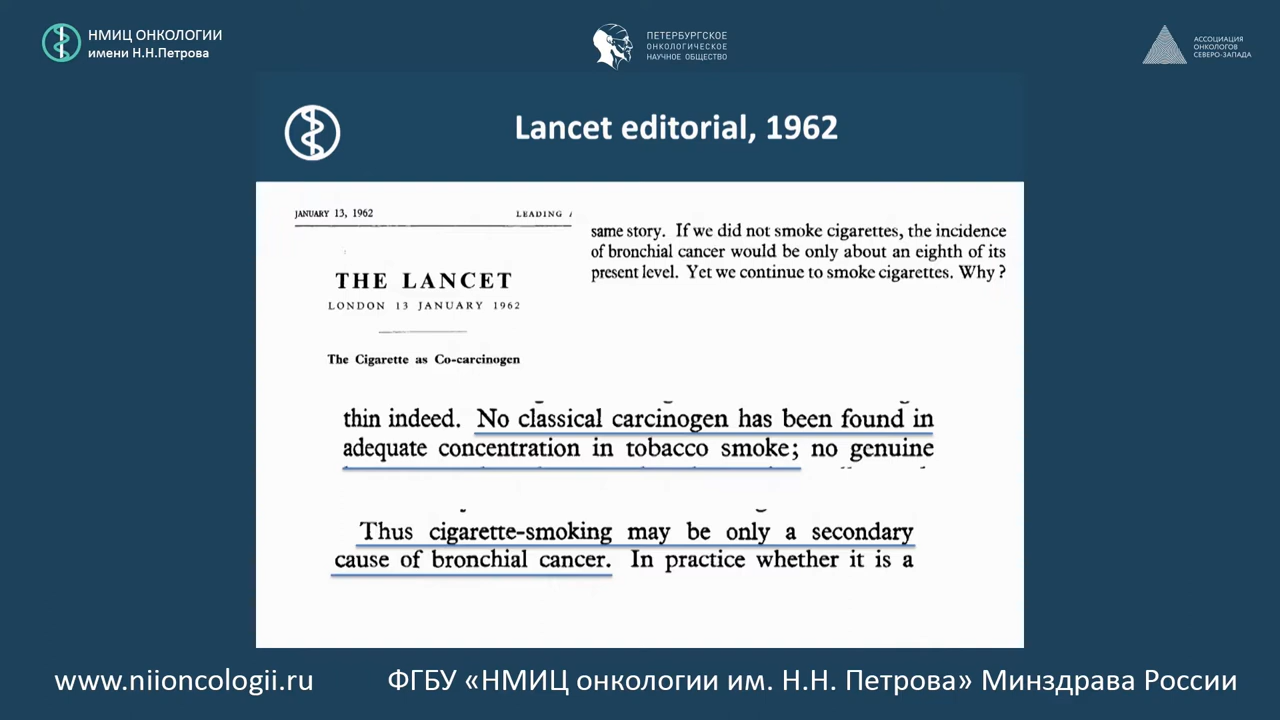 НМИЦ ОНКОЛОГИИ
имени Н.Н.Петрова
ПЕТЕРБУРГСКОЕ
ОНКОЛОГИЧЕСКОЕ
НАУЧНОЕ ОБЩЕСТВО
АССОЦИАЦИЯ
ОНКОЛОГОВ
СЕВЕРО-ЗАПАДА
Lancet editorial, 1962
JANUARY 13, 1962
LEADING
THE LANCET
LONDON 13 JANUARY 1962
The Cigarette as Co-carcinogen
same story. If we did not smoke cigarettes, the incidence
of bronchial cancer would be only about an eighth of its
present level. Yet we continue to smoke cigarettes. Why ?
thin indeed. No classical carcinogen has been found in
adequate concentration in tobacco smoke; no genuine
Thus cigarette-smoking may be only a secondary
cause of bronchial cancer. In practice whether it is a
www.niioncologii.ru
ФГБУ «НМИЦ онкологии им. Н.Н. Петрова» Минздрава России